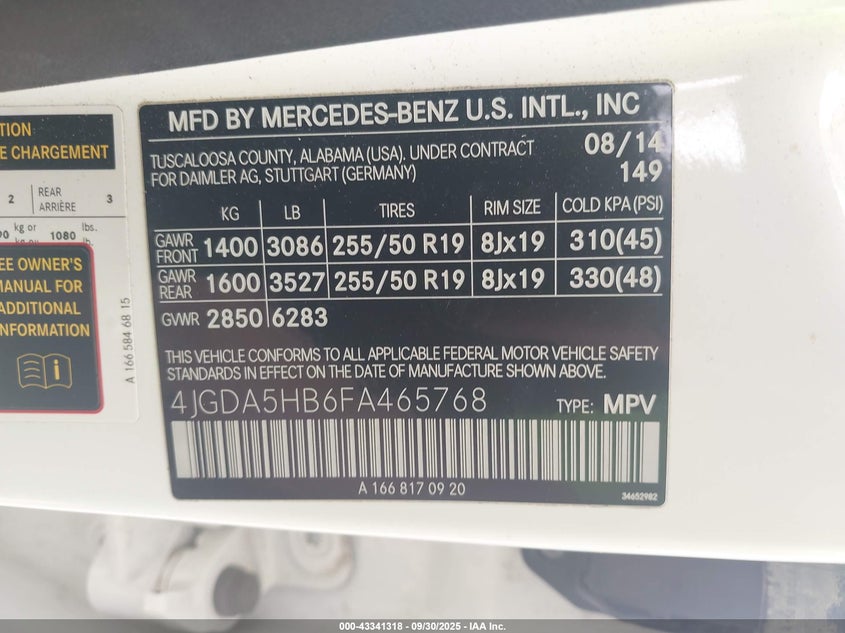 TION
E CHARGEMENT
2 REAR ARRIÈRE 3
kg or 1080 lbs.
EE OWNER'S
MANUAL FOR
ADDITIONAL
NFORMATION
A 166 584 68 15
MFD BY MERCEDES-BENZ U.S. INTL., INC
TUSCALOOSA COUNTY, ALABAMA (USA). UNDER CONTRACT 08/14
FOR DAIMLER AG, STUTTGART (GERMANY) 149
KG LB TIRES RIM SIZE COLD KPA (PSI)
GAWR FRONT 1400 3086 255/50 R19 8Jx19 310(45)
GAWR REAR 1600 3527 255/50 R19 8Jx19 330(48)
GVWR 2850 6283
THIS VEHICLE CONFORMS TO ALL APPLICABLE FEDERAL MOTOR VEHICLE SAFETY
STANDARDS IN EFFECT ON THE DATE OF MANUFACTURE SHOWN ABOVE.
4JGDA5HB6FA465768 TYPE: MPV
A 166 817 09 20
34652982
000-43341318 - 09/30/2025 - IAA Inc.